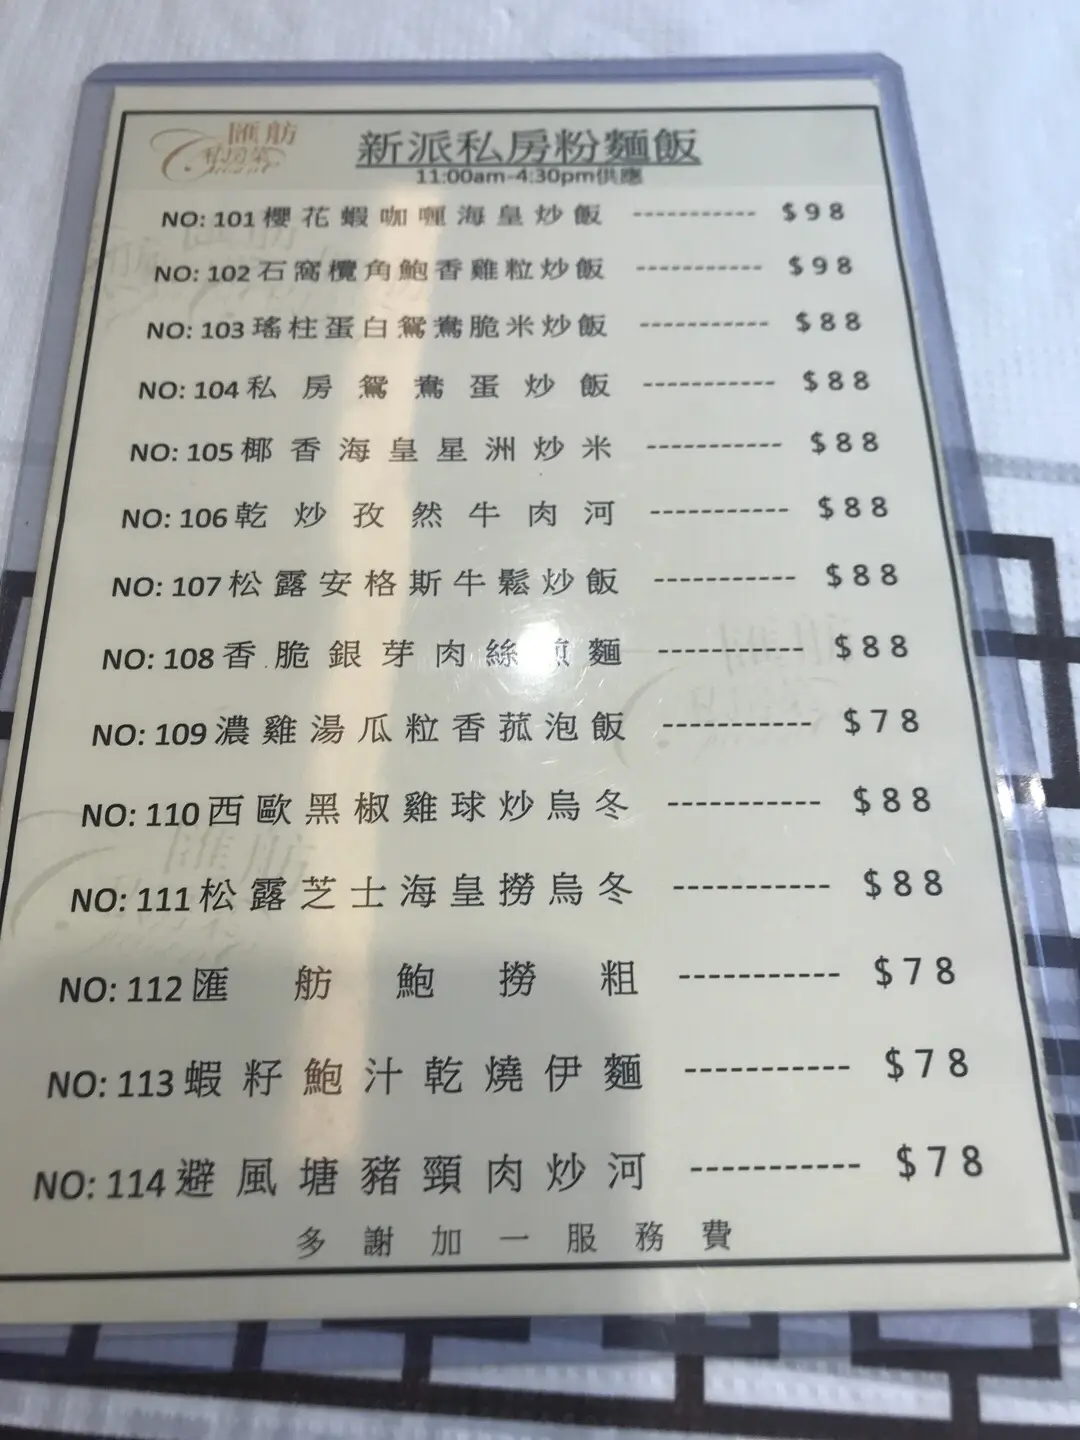 匯舫
私房菜
新派私房粉麵飯
11:00am-4:30pm供應
NO: 101 櫻花蝦咖喱海皇炒飯 ----------- $98
NO: 102 石窩欖角鮑香雞粒炒飯 ----------- $98
NO: 103 瑤柱蛋白鴛鴦脆米炒飯 ----------- $88
NO: 104 私房鴛鴦蛋炒飯 ----------- $88
NO: 105 椰香海皇星洲炒米 ----------- $88
NO: 106 乾炒孜然牛肉河 ----------- $88
NO: 107 松露安格斯牛鬆炒飯 ----------- $88
NO: 108 香脆銀芽肉絲煎麵 ----------- $88
NO: 109 濃雞湯瓜粒香菰泡飯 ----------- $78
NO: 110 西歐黑椒雞球炒烏冬 ----------- $88
NO: 111 松露芝士海皇撈烏冬 ----------- $88
NO: 112 匯舫鮑撈粗 ----------- $78
NO: 113 蝦籽鮑汁乾燒伊麵 ----------- $78
NO: 114 避風塘豬頸肉炒河 ----------- $78
多謝加一服務費